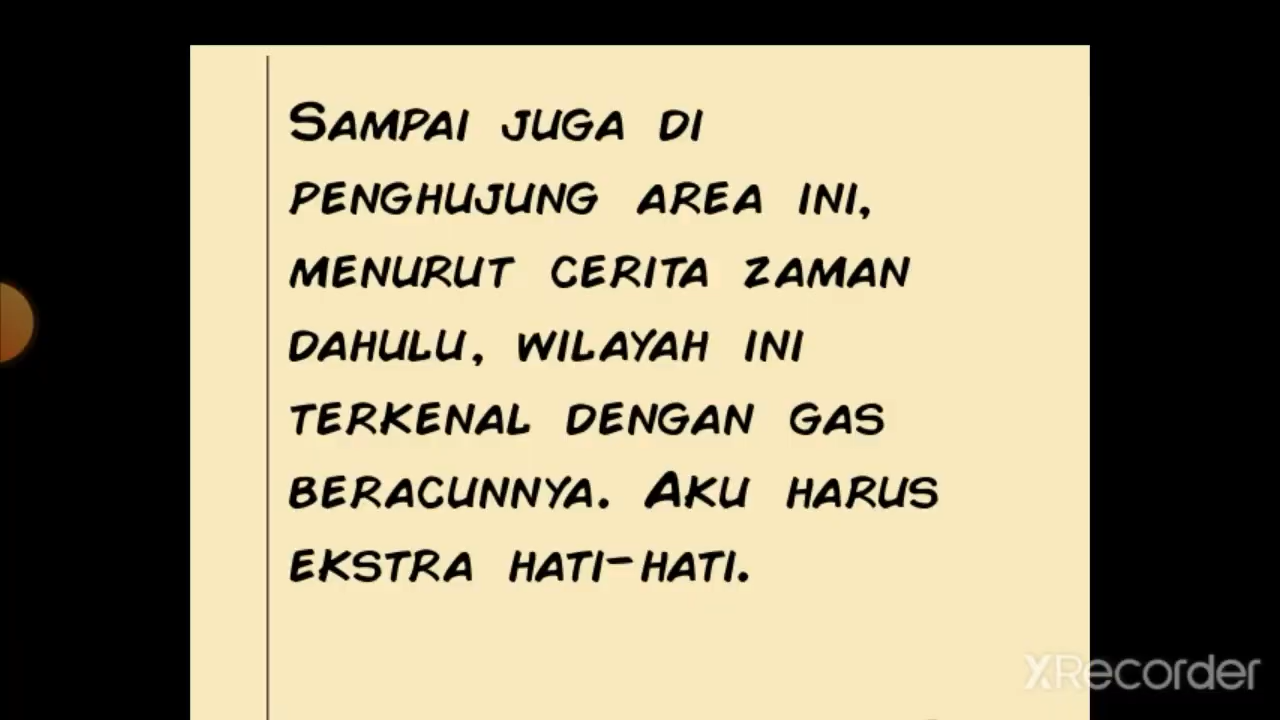 Sampai juga di
penghujung area ini,
menurut cerita zaman
dahulu, wilayah ini
terkenal dengan gas
beracunnya. Aku harus
ekstra hati-hati.
XRecorder